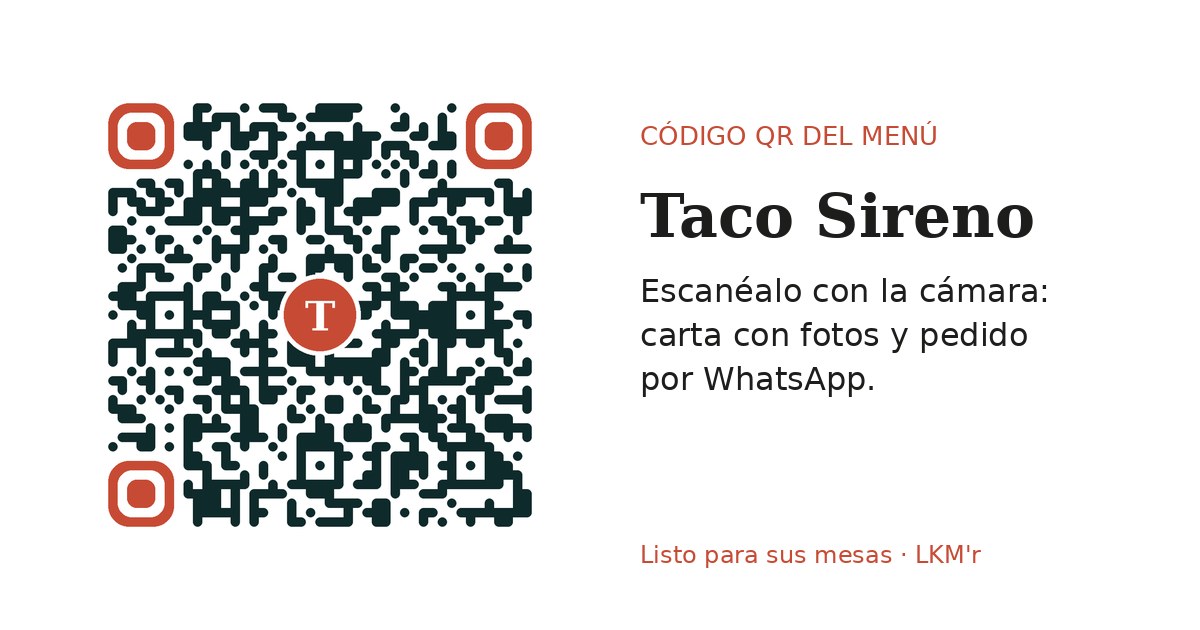 T
CÓDIGO QR DEL MENÚ
Taco Sireno
Escanéalo con la cámara:
carta con fotos y pedido
por WhatsApp.
Listo para sus mesas · LKM'r